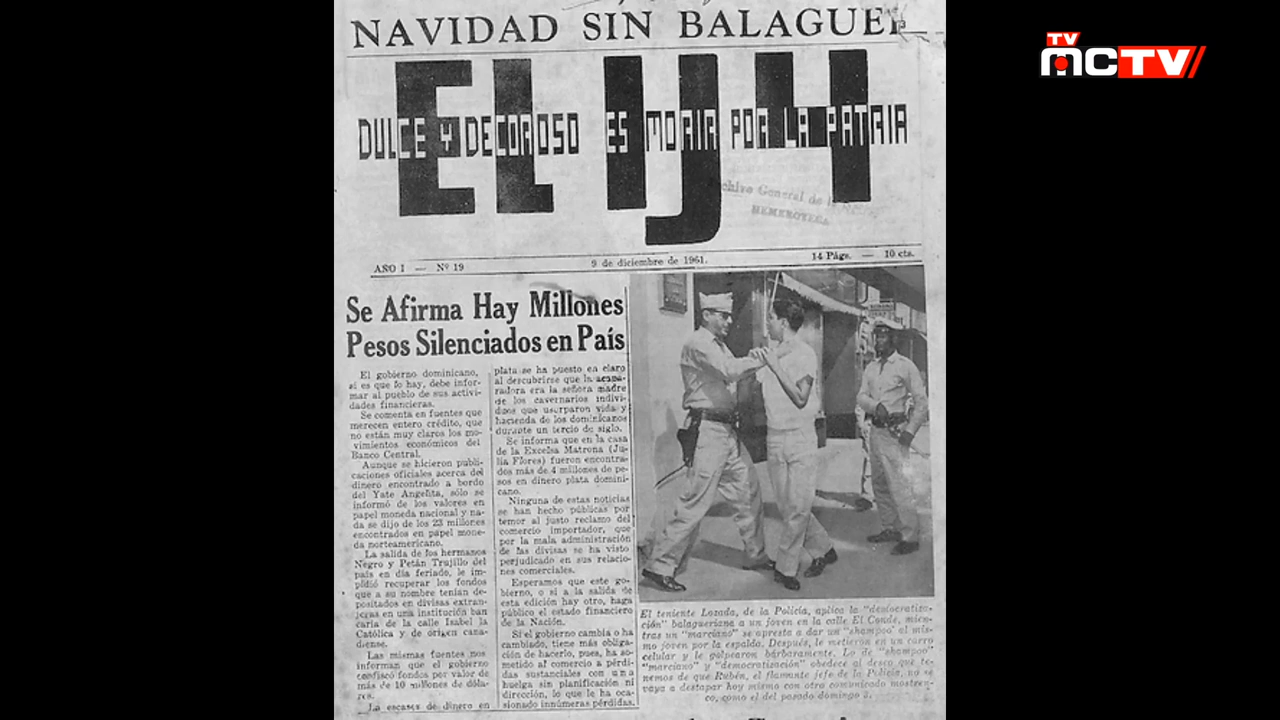 NAVIDAD SIN BALAGUER
TV
mCTV
EL 1J4
DULCE Y DECOROSO ES MORIR POR LA PATRIA
Archivo General de la
HEMEROTECA
AÑO I — Nº 19
9 de diciembre de 1961.
14 Págs. — 10 cts.
Se Afirma Hay Millones
Pesos Silenciados en País
El gobierno dominicano,
si es que lo hay, debe infor-
mar al pueblo de sus activi-
dades financieras.
Se comenta en fuentes que
merecen entero crédito, que
no están muy claros los mo-
vimientos económicos del
Banco Central.
Aunque se hicieron publi-
caciones oficiales acerca del
dinero encontrado a bordo
del Yate Angelita, sólo se
informó de los valores en
papel moneda nacional y na-
da se dijo de los 23 millones
encontrados en papel mone-
da norteamericano.
La salida de los hermanos
Negro y Petán Trujillo del
país en día feriado, le im-
pidió recuperar los fondos
que a su nombre tenían de-
positados en divisas extran-
jeras en una institución ban
caria de la calle Isabel la
Católica y de origen cana-
diense.
Las mismas fuentes nos
informan que el gobierno
confiscó fondos por valor de
más de 10 millones de dóla-
res.
La escasés de dinero en
plata se ha puesto en claro
al descubrirse que la acapa-
radora era la señora madre
de los cavernarios indivi-
duos que usurparon vida y
hacienda de los dominicanos
durante un tercio de siglo.
Se informa que en la casa
de la Excelsa Matrona (Ju-
lia Flores) fueron encontra-
dos más de 4 millones de pe-
sos en dinero plata domini-
cano.
Ninguna de estas noticias
se han hecho públicas por
temor al justo reclamo del
comercio importador, que
por la mala administración
de las divisas se ha visto
perjudicado en sus relacio-
nes comerciales.
Esperamos que este go-
bierno, o si a la salida de
esta edición hay otro, haga
público el estado financiero
de la Nación.
Si el gobierno cambia o ha
cambiado, tiene más obliga-
ción de hacerlo, pues, ha so-
metido al comercio a pérdi-
das sustanciales con una
huelga sin planificación ni
dirección, lo que le ha oca-
sionado innúmeras pérdidas.
El teniente Lozada, de la Policía, aplica la "democratiza-
ción" balagueriana a un joven en la calle El Conde, mien-
tras un "marciano" se apresta a dar un "shampoo" al mis-
mo joven por la espalda. Después, le metieron en un carro
celular y le golpearon bárbaramente. Lo de "shampoo"
"marciano" y "democratización" obedece al deseo que te-
nemos de que Rubén, el flamante jefe de la Policía, no se
vaya a destapar hoy mismo con otro comunicado mostren-
co, como el del pasado domingo 3.